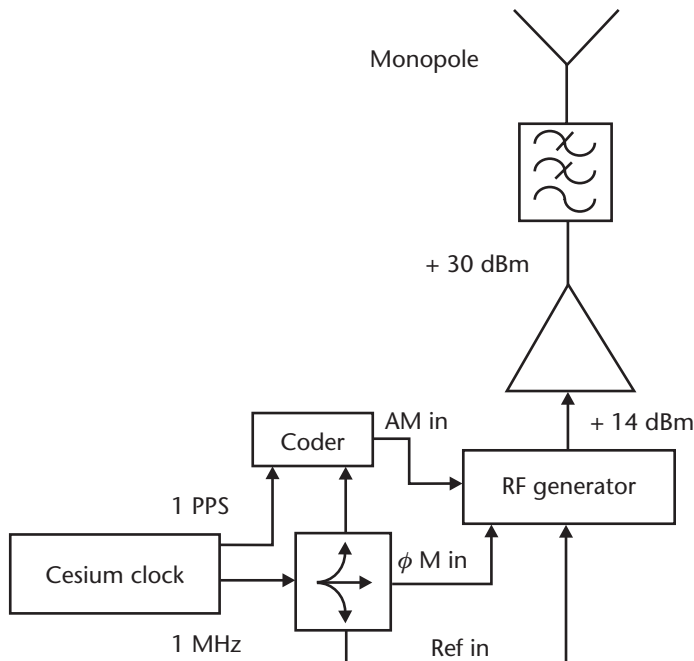 Monopole
+ 30 dBm
+ 14 dBm
AM in
Coder
RF generator
1 PPS
Cesium clock
ϕ M in
1 MHz
Ref in